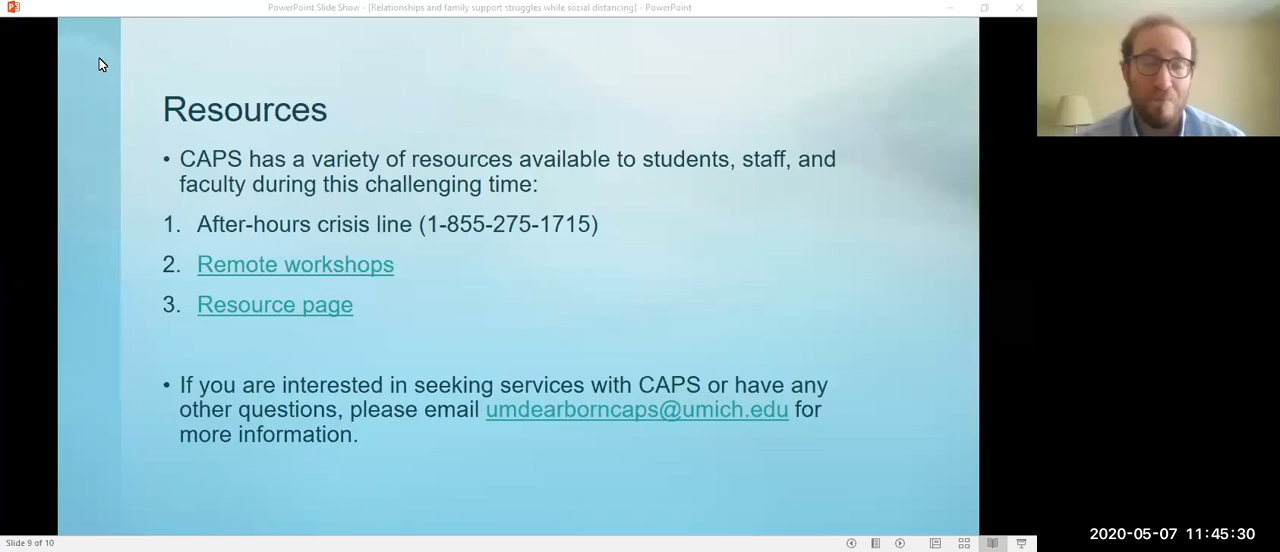 PowerPoint Slide Show - [Relationships and family support struggles while social distancing] - PowerPoint
Resources
• CAPS has a variety of resources available to students, staff, and
faculty during this challenging time:
1. After-hours crisis line (1-855-275-1715)
2. Remote workshops
3. Resource page
• If you are interested in seeking services with CAPS or have any
other questions, please email umdearborncaps@umich.edu for
more information.
2020-05-07 11:45:30
Slide 9 of 10